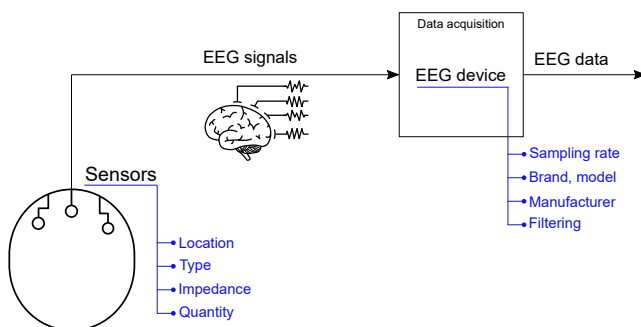 Data acquisition
EEG signals
EEG device
EEG data
Sensors
Sampling rate
Brand, model
Manufacturer
Filtering
Location
Type
Impedance
Quantity